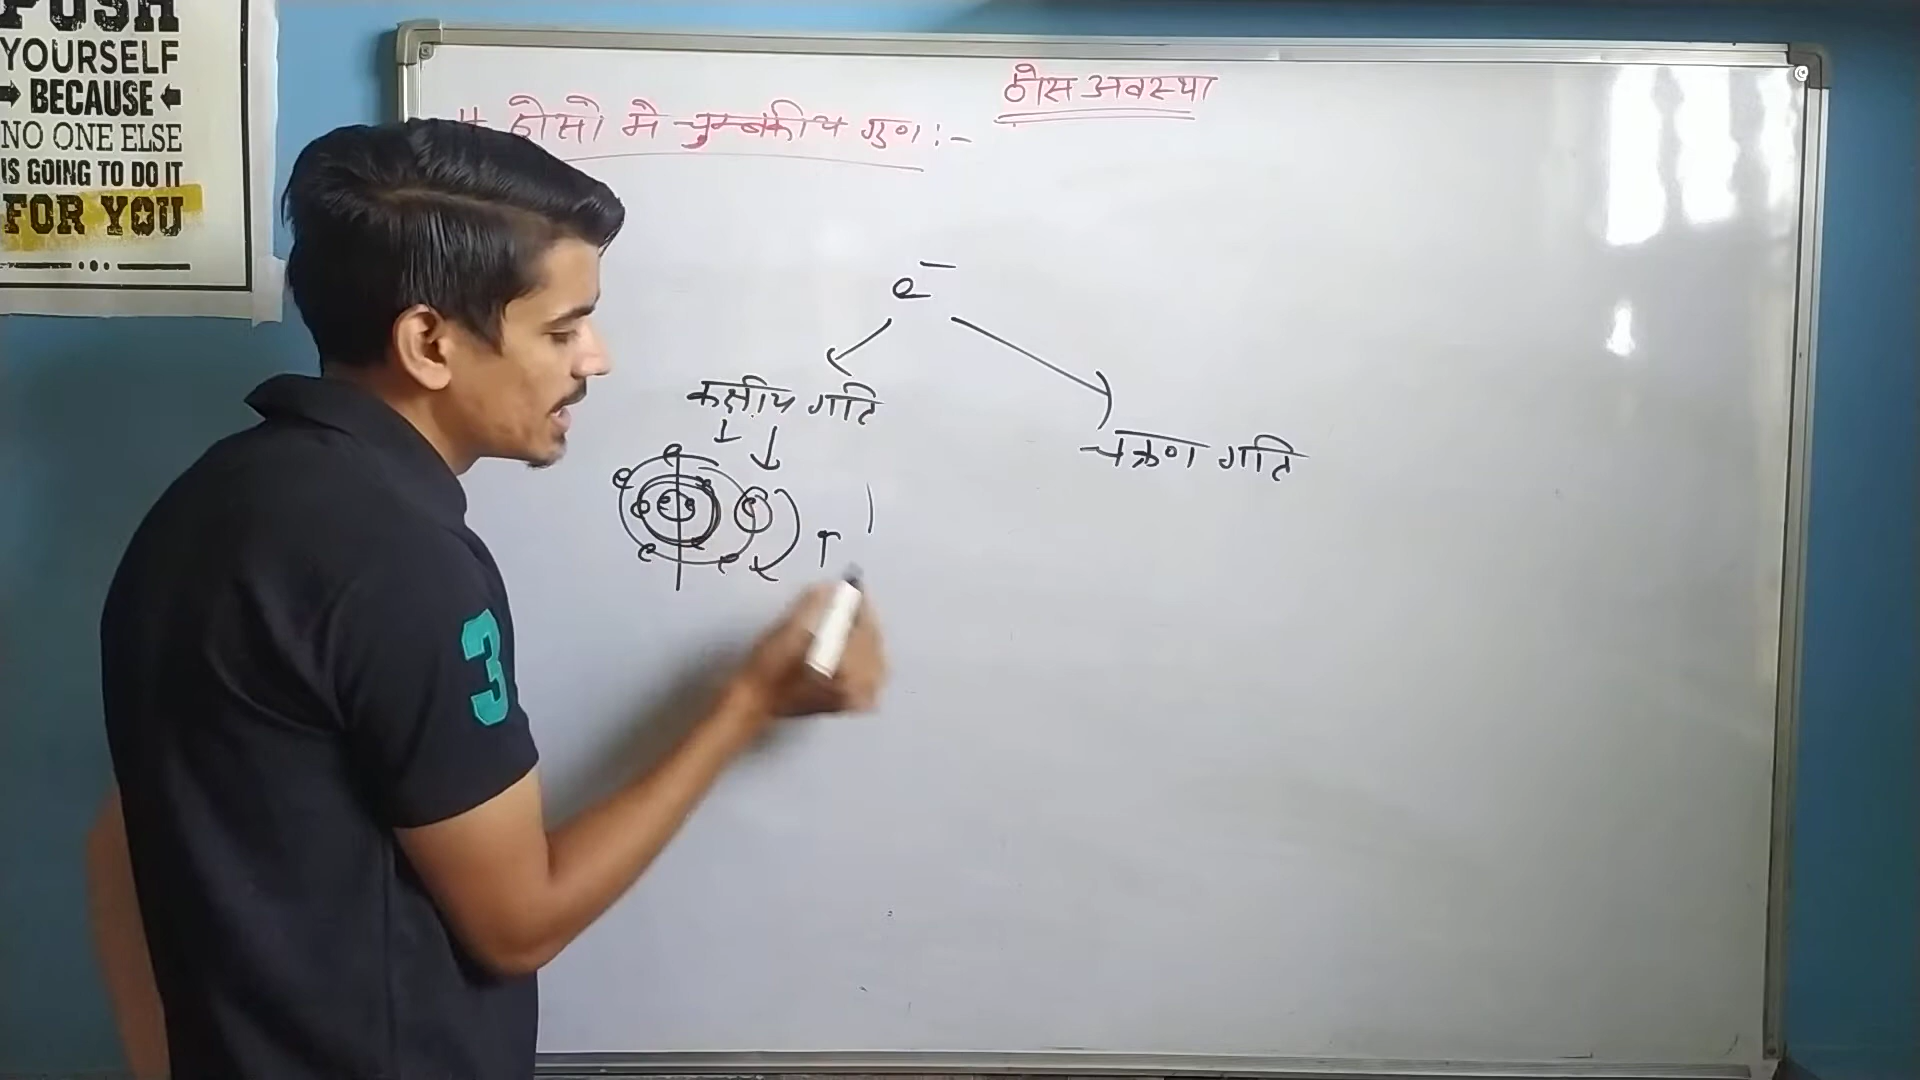 PUSH
YOURSELF
BECAUSE
NO ONE ELSE
IS GOING TO DO IT
FOR YOU
ठोस अवस्था
# ठोसो मे चुम्बकीय गुण :-
e⁻
कक्षीय गति
चक्रण गति
e e e e e e e e e e
3